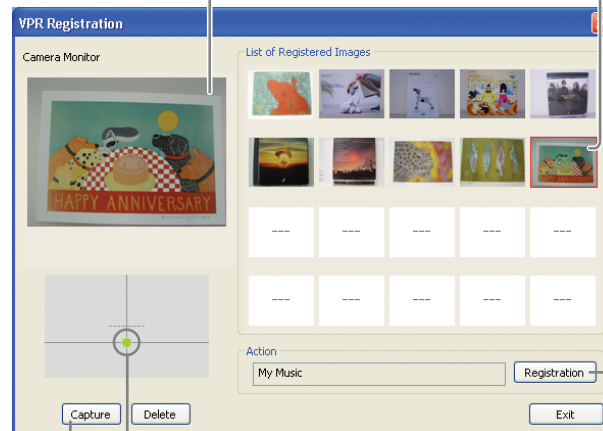 VPR Registration
Camera Monitor
List of Registered Images
HAPPY ANNIVERSARY
---  ---  ---  ---  ---
---  ---  ---  ---  ---
Action
My Music
Registration
Capture
Delete
Exit